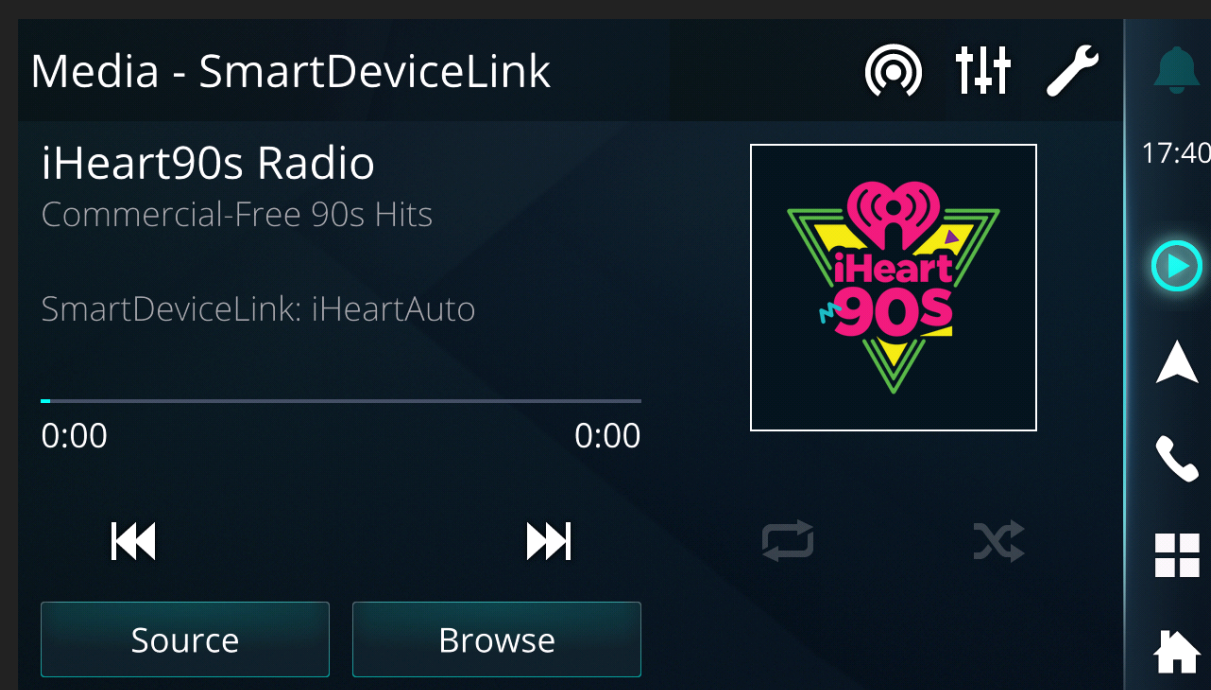 Media - SmartDeviceLink
17:40
iHeart90s Radio
Commercial-Free 90s Hits
SmartDeviceLink: iHeartAuto
iHeart
90s
0:00
0:00
Source
Browse